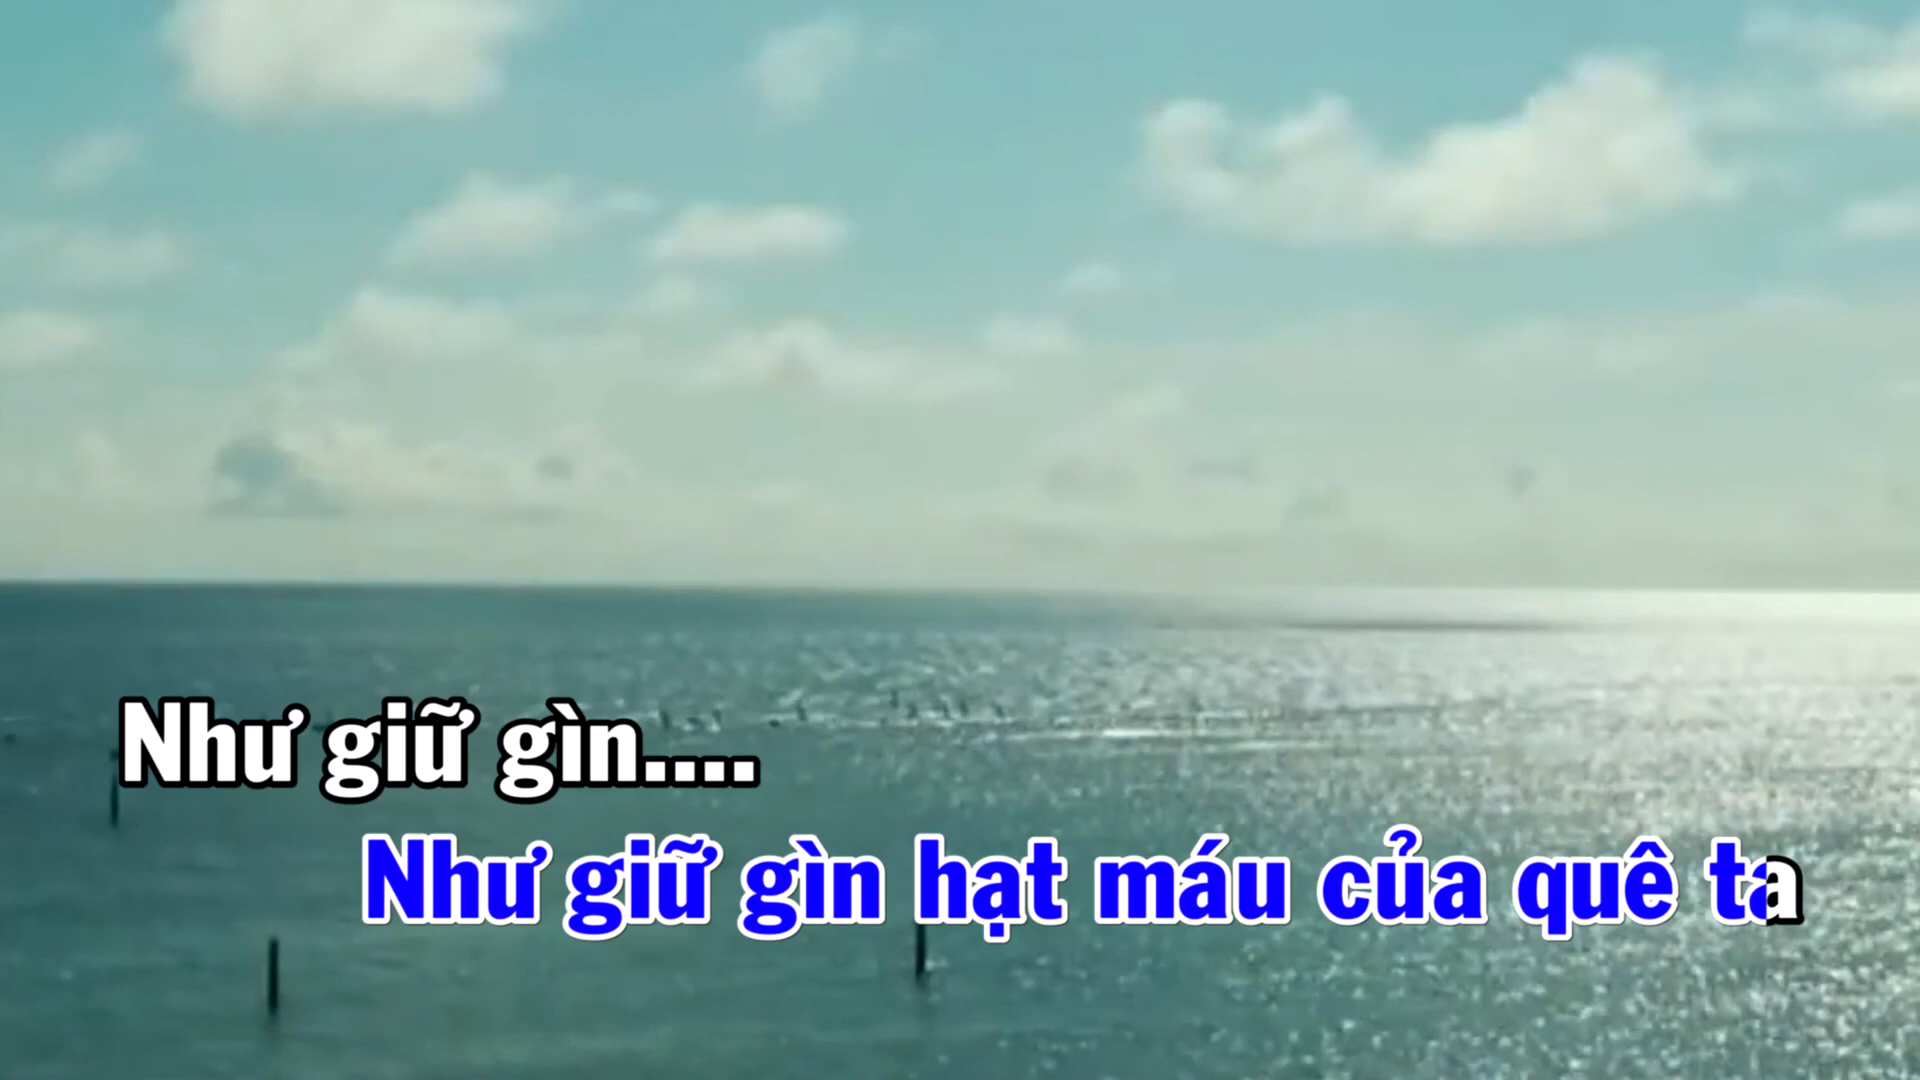 Như giữ gìn....
Như giữ gìn hạt máu của quê ta